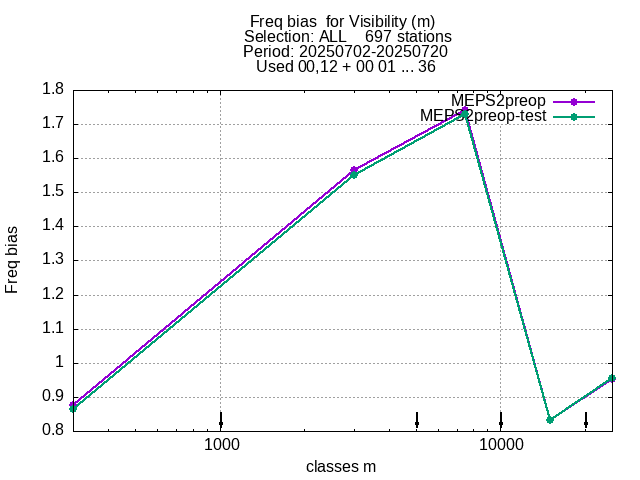 Freq bias  for Visibility (m)
Selection: ALL    697 stations
Period: 20250702-20250720
Used 00,12 + 00 01 ... 36
MEPS2preop
MEPS2preop-test
1.8
1.7
1.6
1.5
1.4
1.3
1.2
1.1
1
0.9
0.8
Freq bias
1000
10000
classes m